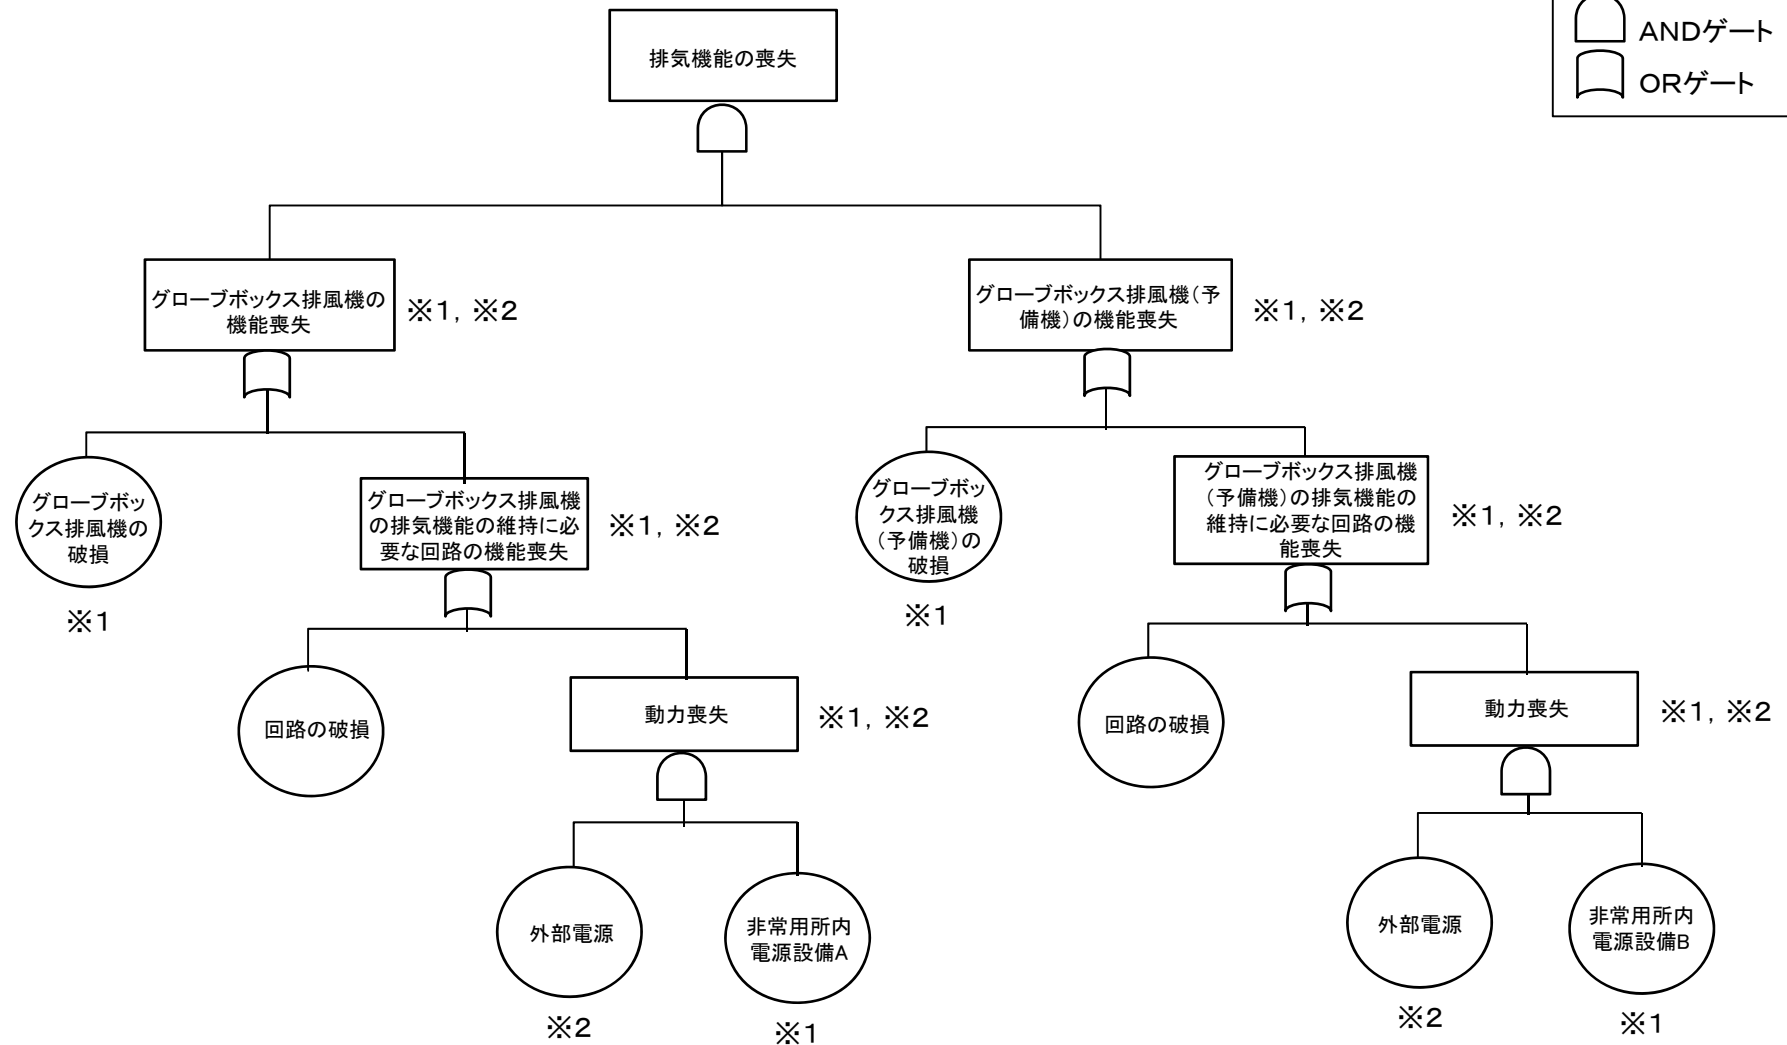 ANDゲート
ORゲート
排気機能の喪失
グローブボックス排風機の
機能喪失
※1，※2
グローブボックス排風機（予
備機）の機能喪失
※1，※2
グローブボッ
クス排風機の
破損
※1
グローブボックス排風機
の排気機能の維持に必
要な回路の機能喪失
※1，※2
グローブボッ
クス排風機
（予備機）の
破損
※1
グローブボックス排風機
（予備機）の排気機能の
維持に必要な回路の機
能喪失
※1，※2
回路の破損
動力喪失
※1，※2
回路の破損
動力喪失
※1，※2
外部電源
※2
非常用所内
電源設備A
※1
外部電源
※2
非常用所内
電源設備B
※1